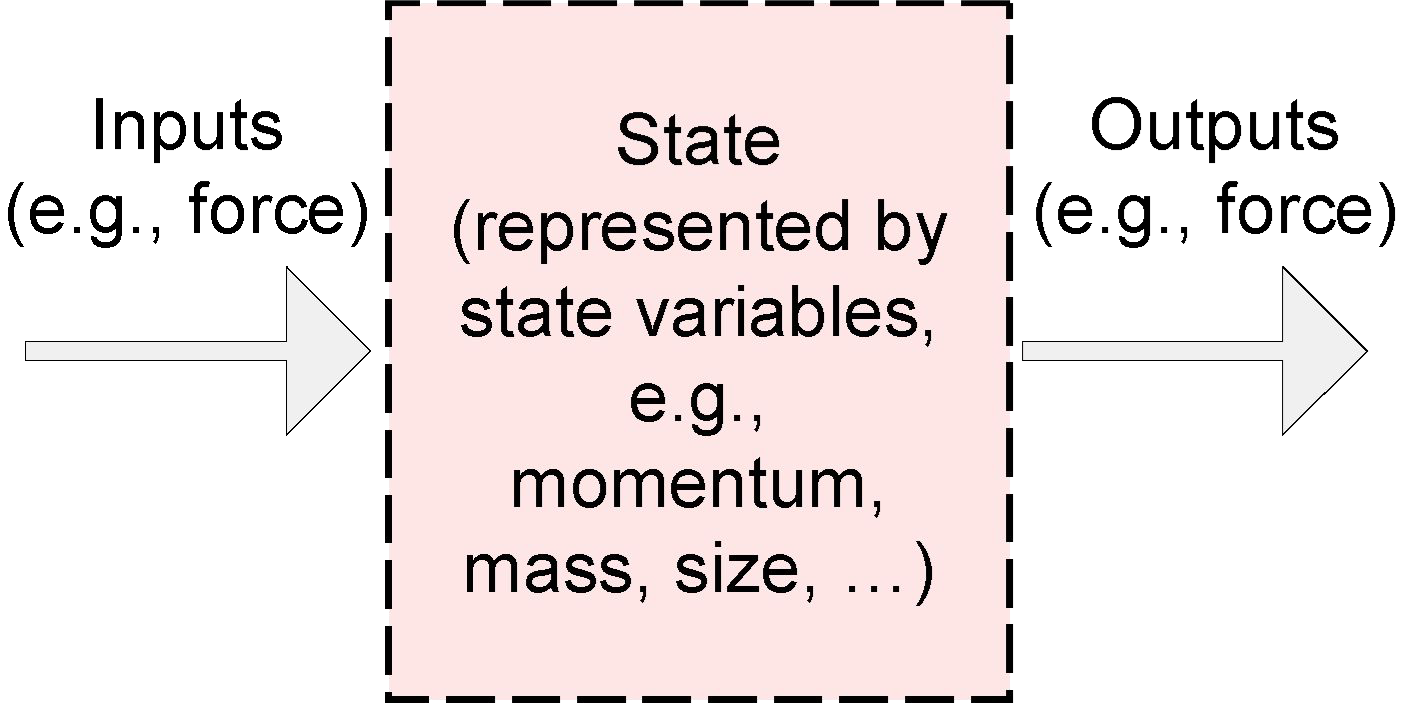 Inputs
(e.g., force)
State
(represented by
state variables,
e.g.,
momentum,
mass, size, …)
Outputs
(e.g., force)